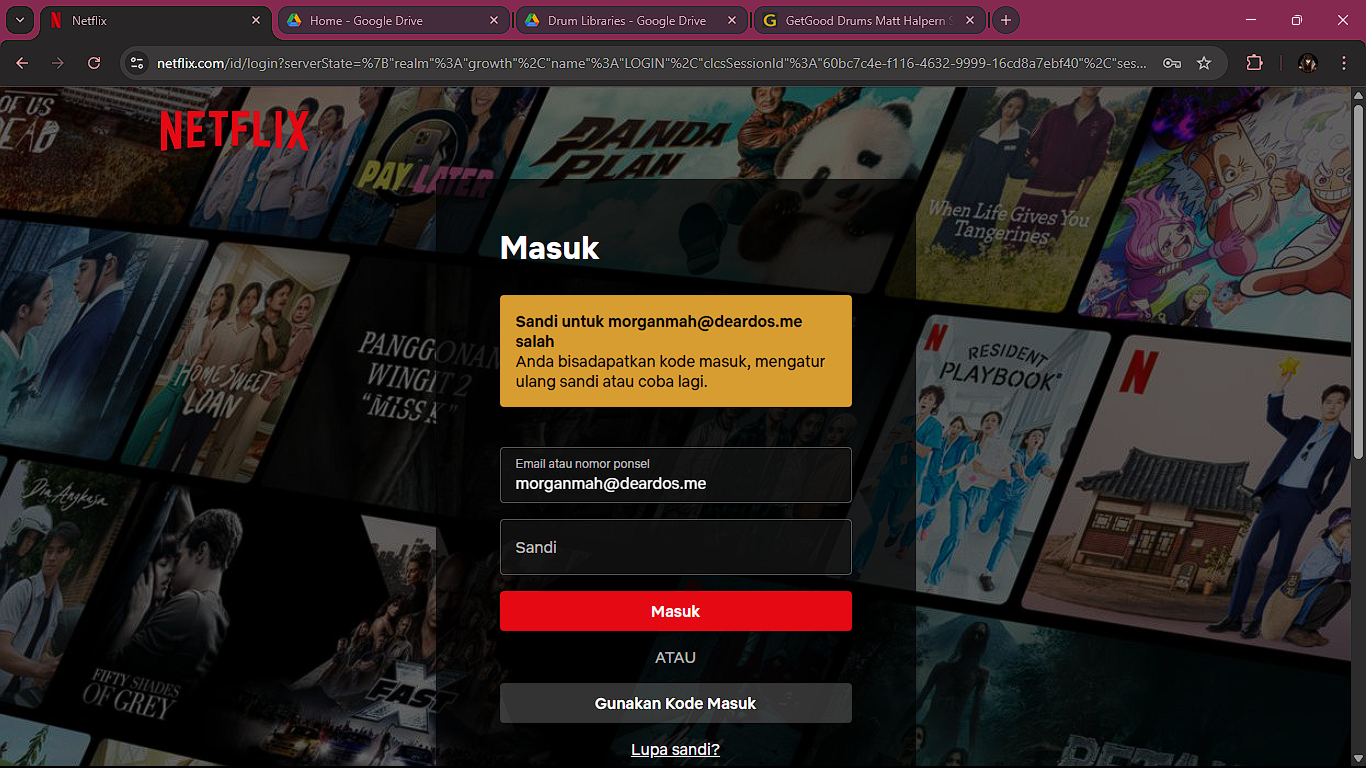 Netflix
Home - Google Drive
Drum Libraries - Google Drive
GetGood Drums Matt Halpern S
netflix.com/id/login?serverState=%7B"realm"%3A"growth"%2C"name"%3A"LOGIN"%2C"clcsSessionId"%3A"60bc7c4e-f116-4632-9999-16cd8a7ebf40"%2C"ses...
OF US
DEAD
NETFLIX
PAY LATER
PANDA
PLAN
When Life Gives You
Tangerines
Masuk
Sandi untuk morganmah@deardos.me
salah
Anda bisadapatkan kode masuk, mengatur
ulang sandi atau coba lagi.
HOME SWEET
LOAN
PANGGONAN
WINGIT 2
"MISS K"
N
RESIDENT
PLAYBOOK
N
Email atau nomor ponsel
morganmah@deardos.me
Sandi
Masuk
ATAU
Gunakan Kode Masuk
Lupa sandi?
Dia Angkasa
FIFTY SHADES
OF GREY
FAST